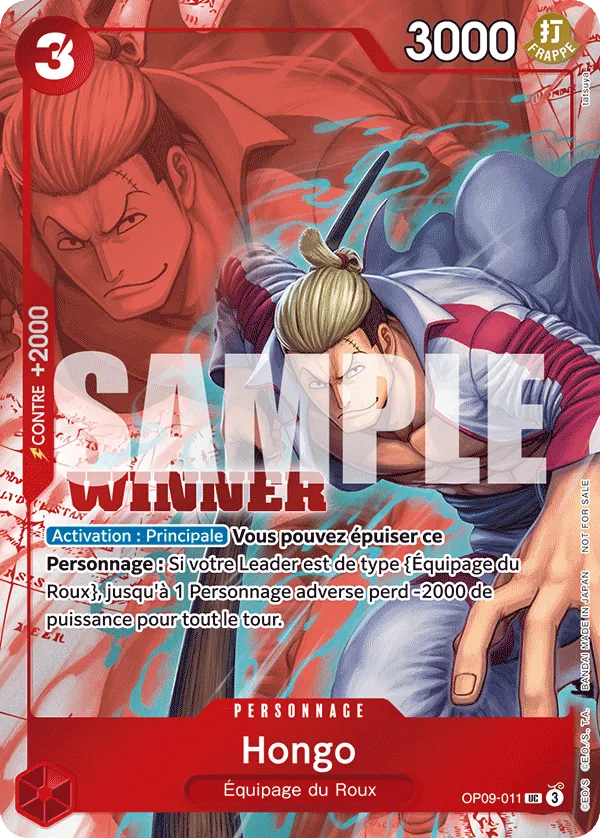 3
3000
打
FRAPPE
tatsuya
CONTRE +2000
SAMPLE
WINNER
Activation : Principale Vous pouvez épuiser ce
Personnage : Si votre Leader est de type {Équipage du
Roux}, jusqu'à 1 Personnage adverse perd -2000 de
puissance pour tout le tour.
©E.O/S ©E.O./S., T.A. BANDAI MADE IN JAPAN NOT FOR SALE
PERSONNAGE
Hongo
Équipage du Roux
OP09-011 UC 3